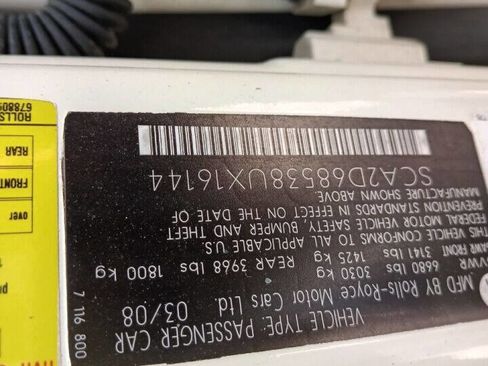 VEHICLE TYPE: PASSENGER CAR
MFD BY Rolls-Royce Motor Cars Ltd. 03/08
7 116 800
6680 lbs 3030 kg
3141 lbs 1425 kg REAR 3968 lbs 1800 kg
THIS VEHICLE CONFORMS TO ALL APPLICABLE U.S.
FEDERAL MOTOR VEHICLE SAFETY, BUMPER AND THEFT
PREVENTION STANDARDS IN EFFECT ON THE DATE OF
MANUFACTURE SHOWN ABOVE
SCA2D68538UX16144
over
FRONT
REAR
ROLLS